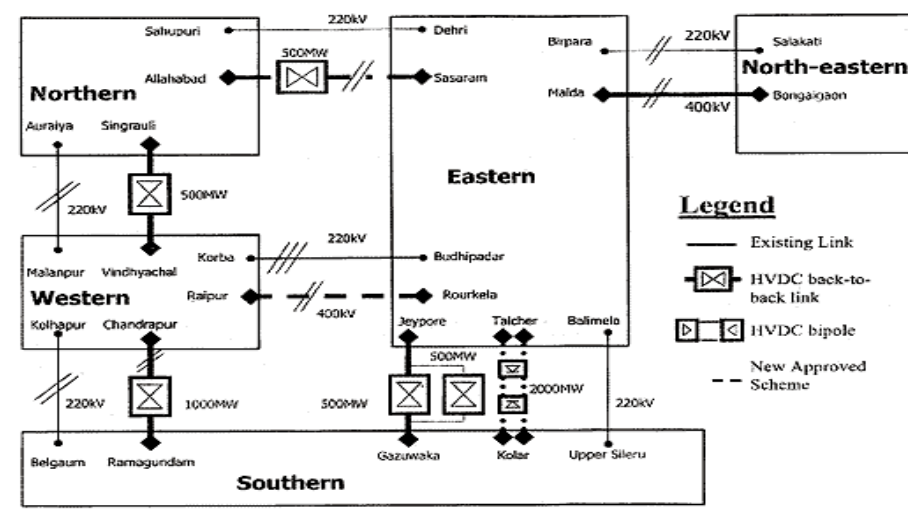 Sahupuri
220kV
Dehri
500MW
Allahabad
Sasaram
Birpara
220kV
Salakati
North-eastern
Malda
400kV
Bongaigaon
Northern
Auraiya
Singrauli
220kV
500MW
Eastern
Malanpur
Vindhyachal
Korba
220kV
Budhipadar
Western
Raipur
400kV
Rourkela
Kolhapur
Chandrapur
Jeypore
Talcher
Balimelo
220kV
1000MW
500MW
500MW
2000MW
220kV
Belgaum
Ramagundam
Gazuwaka
Kolar
Upper Sileru
Southern
Legend
Existing Link
HVDC back-to-
back link
HVDC bipole
New Approved
Scheme